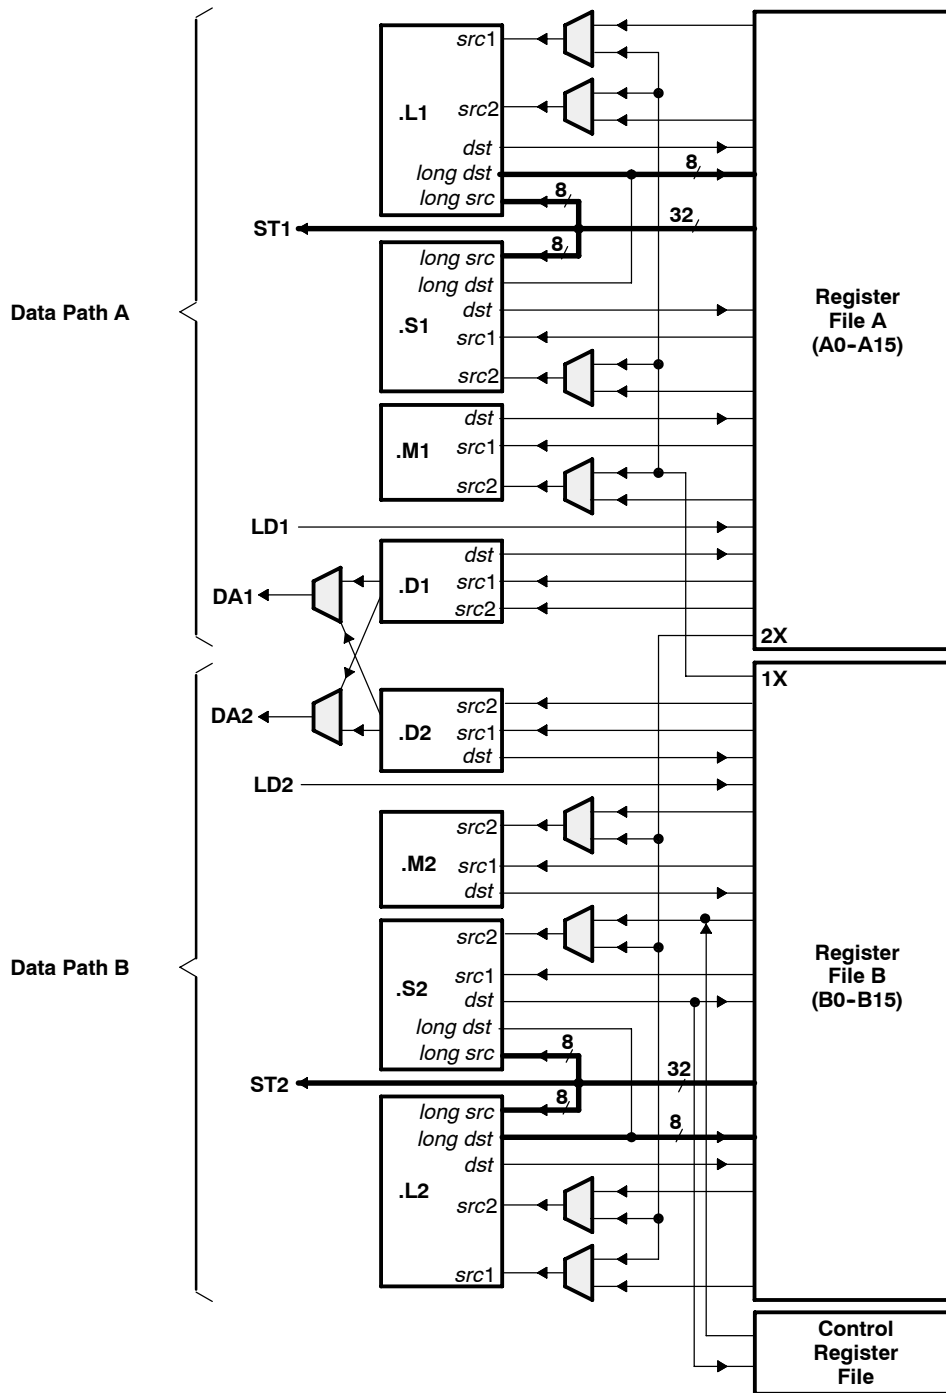 src1
.L1
src2
dst
long dst
8
long src
8
ST1
32
8
long src
long dst
Data Path A
dst
.S1
src1
src2
Register
File A
(A0-A15)
dst
.M1
src1
src2
LD1
dst
.D1
src1
src2
DA1
2X
1X
DA2
src2
.D2
src1
dst
LD2
src2
.M2
src1
dst
src2
Data Path B
src1
.S2
dst
long dst
8
long src
Register
File B
(B0-B15)
ST2
32
8
long src
long dst
8
dst
.L2
src2
src1
Control
Register
File